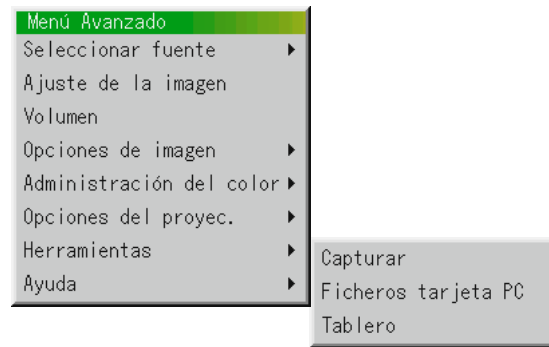 Menú Avanzado
Seleccionar fuente
Ajuste de la imagen
Volumen
Opciones de imagen
Administración del color
Opciones del proyec.
Herramientas
Ayuda
Capturar
Ficheros tarjeta PC
Tablero